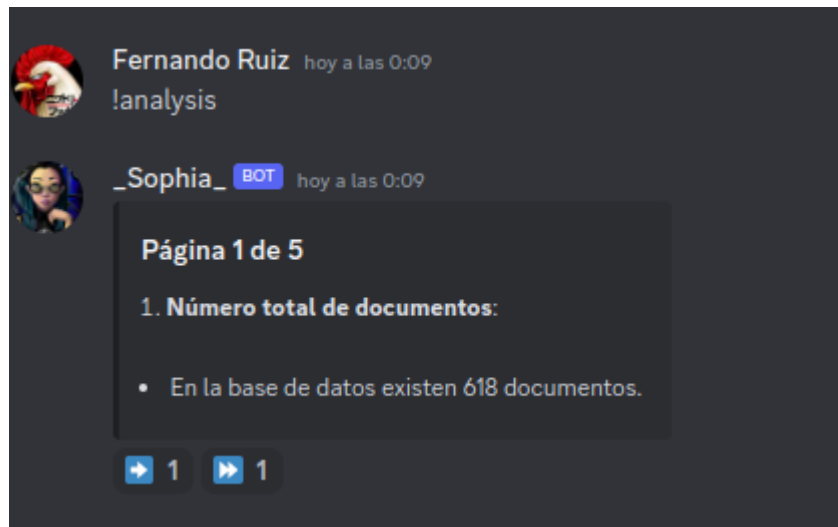 Fernando Ruiz hoy a las 0:09
!analysis
_Sophia_ BOT hoy a las 0:09
Página 1 de 5
1. Número total de documentos:
• En la base de datos existen 618 documentos.
1 1